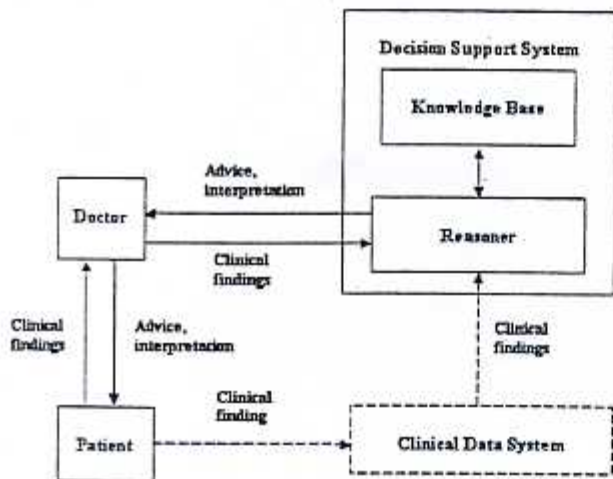 Decision Support System
Knowledge Base
Advice,
interpretation
Doctor
Reasoner
Clinical
findings
Clinical
findings
Advice,
interpretation
Clinical
findings
Clinical
finding
Patient
Clinical Data System